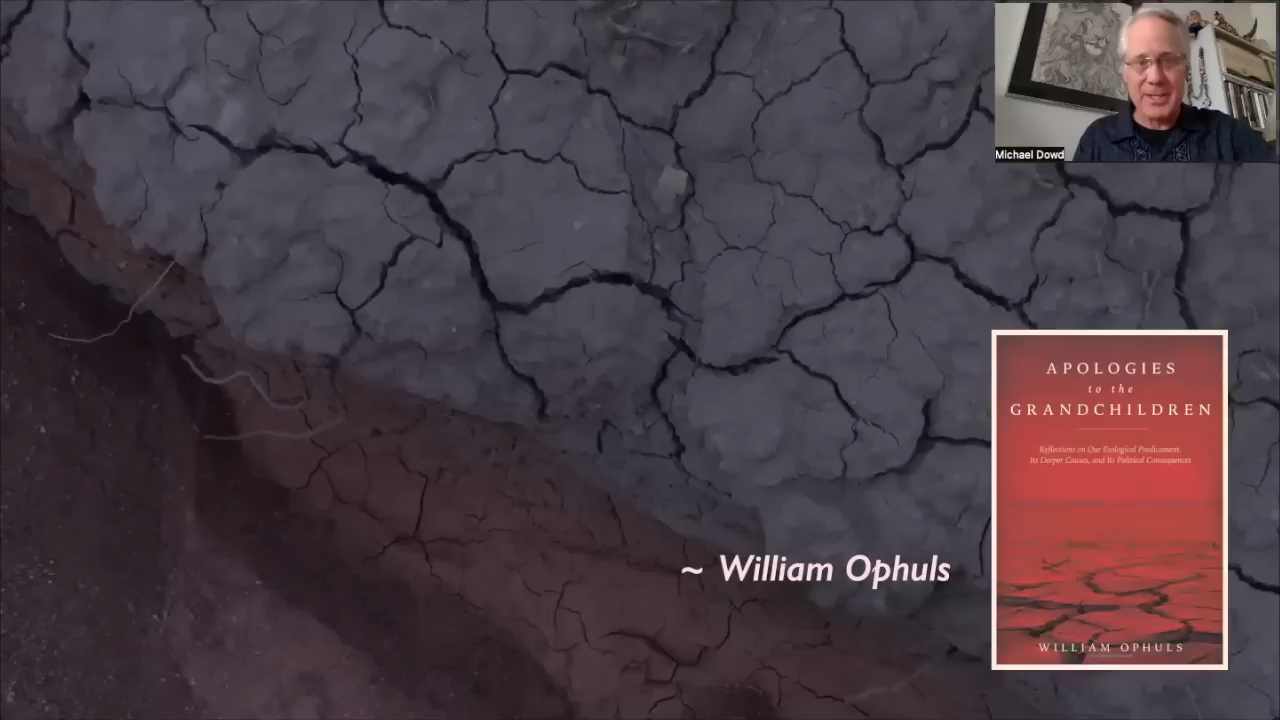 Michael Dowd
APOLOGIES
to the
GRANDCHILDREN
Reflections on Our Ecological Predicament,
Its Deeper Causes, and Its Political Consequences
~ William Ophuls
WILLIAM OPHULS